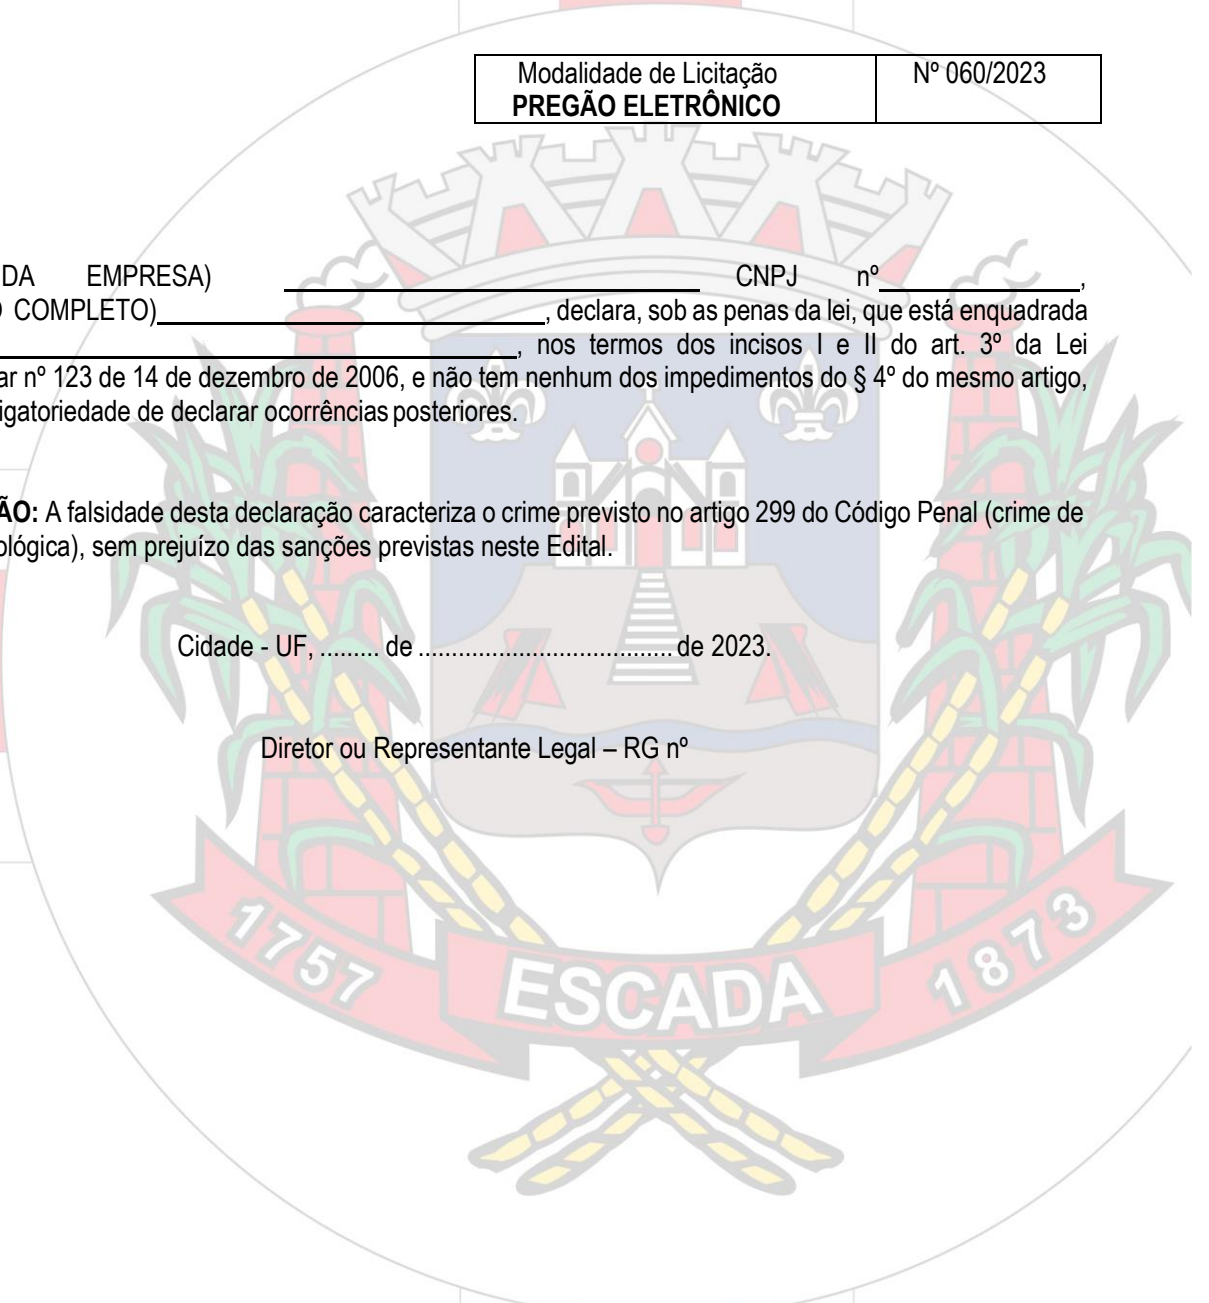 Modalidade de Licitação Nº 060/2023
PREGÃO ELETRÔNICO
DA EMPRESA) ______________________________ CNPJ nº______________,
COMPLETO)____________________________, declara, sob as penas da lei, que está enquadrada
______________________________________, nos termos dos incisos I e II do art. 3º da Lei
ar nº 123 de 14 de dezembro de 2006, e não tem nenhum dos impedimentos do § 4º do mesmo artigo,
igatoriedade de declarar ocorrências posteriores.
ÃO: A falsidade desta declaração caracteriza o crime previsto no artigo 299 do Código Penal (crime de
ológica), sem prejuízo das sanções previstas neste Edital.
Cidade - UF, ......... de ...................................... de 2023.
Diretor ou Representante Legal – RG nº
1757 ESCADA 1873